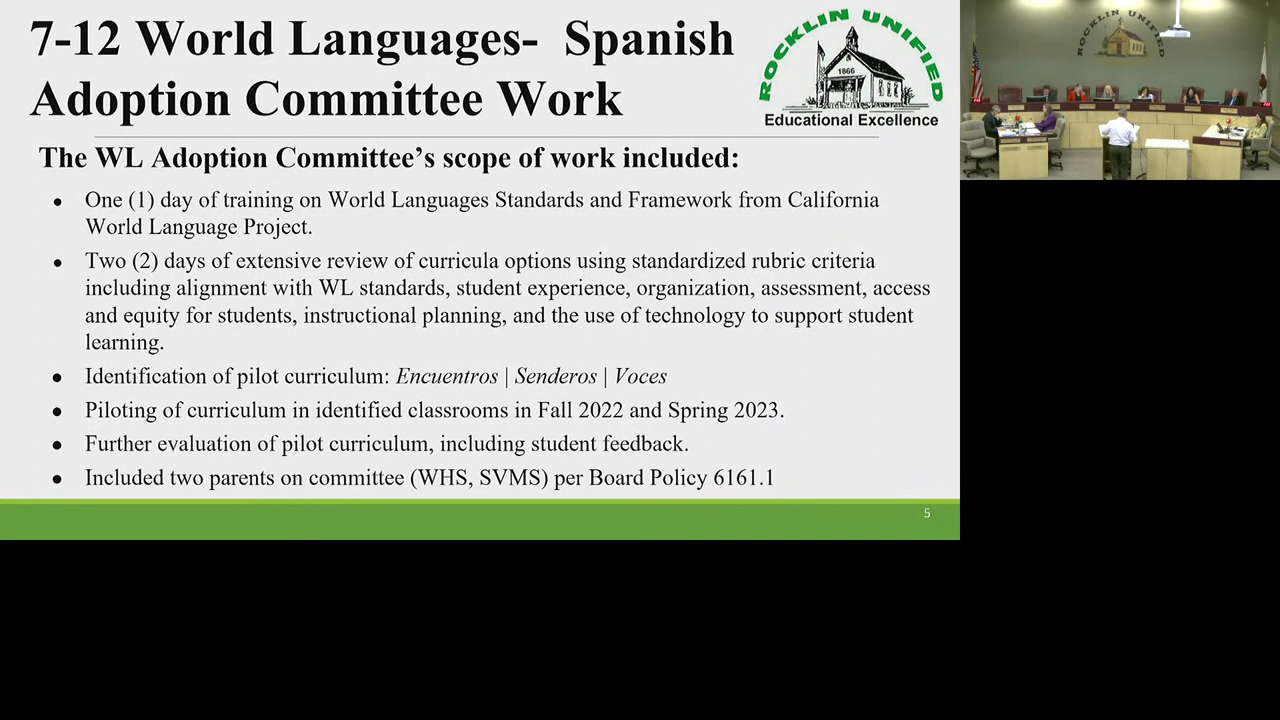 7-12 World Languages- Spanish
Adoption Committee Work
ROCKLIN UNIFIED
1866
Educational Excellence
The WL Adoption Committee's scope of work included:
● One (1) day of training on World Languages Standards and Framework from California
World Language Project.
● Two (2) days of extensive review of curricula options using standardized rubric criteria
including alignment with WL standards, student experience, organization, assessment, access
and equity for students, instructional planning, and the use of technology to support student
learning.
● Identification of pilot curriculum: Encuentros | Senderos | Voces
● Piloting of curriculum in identified classrooms in Fall 2022 and Spring 2023.
● Further evaluation of pilot curriculum, including student feedback.
● Included two parents on committee (WHS, SVMS) per Board Policy 6161.1
5
ROCKLIN UNIFIED